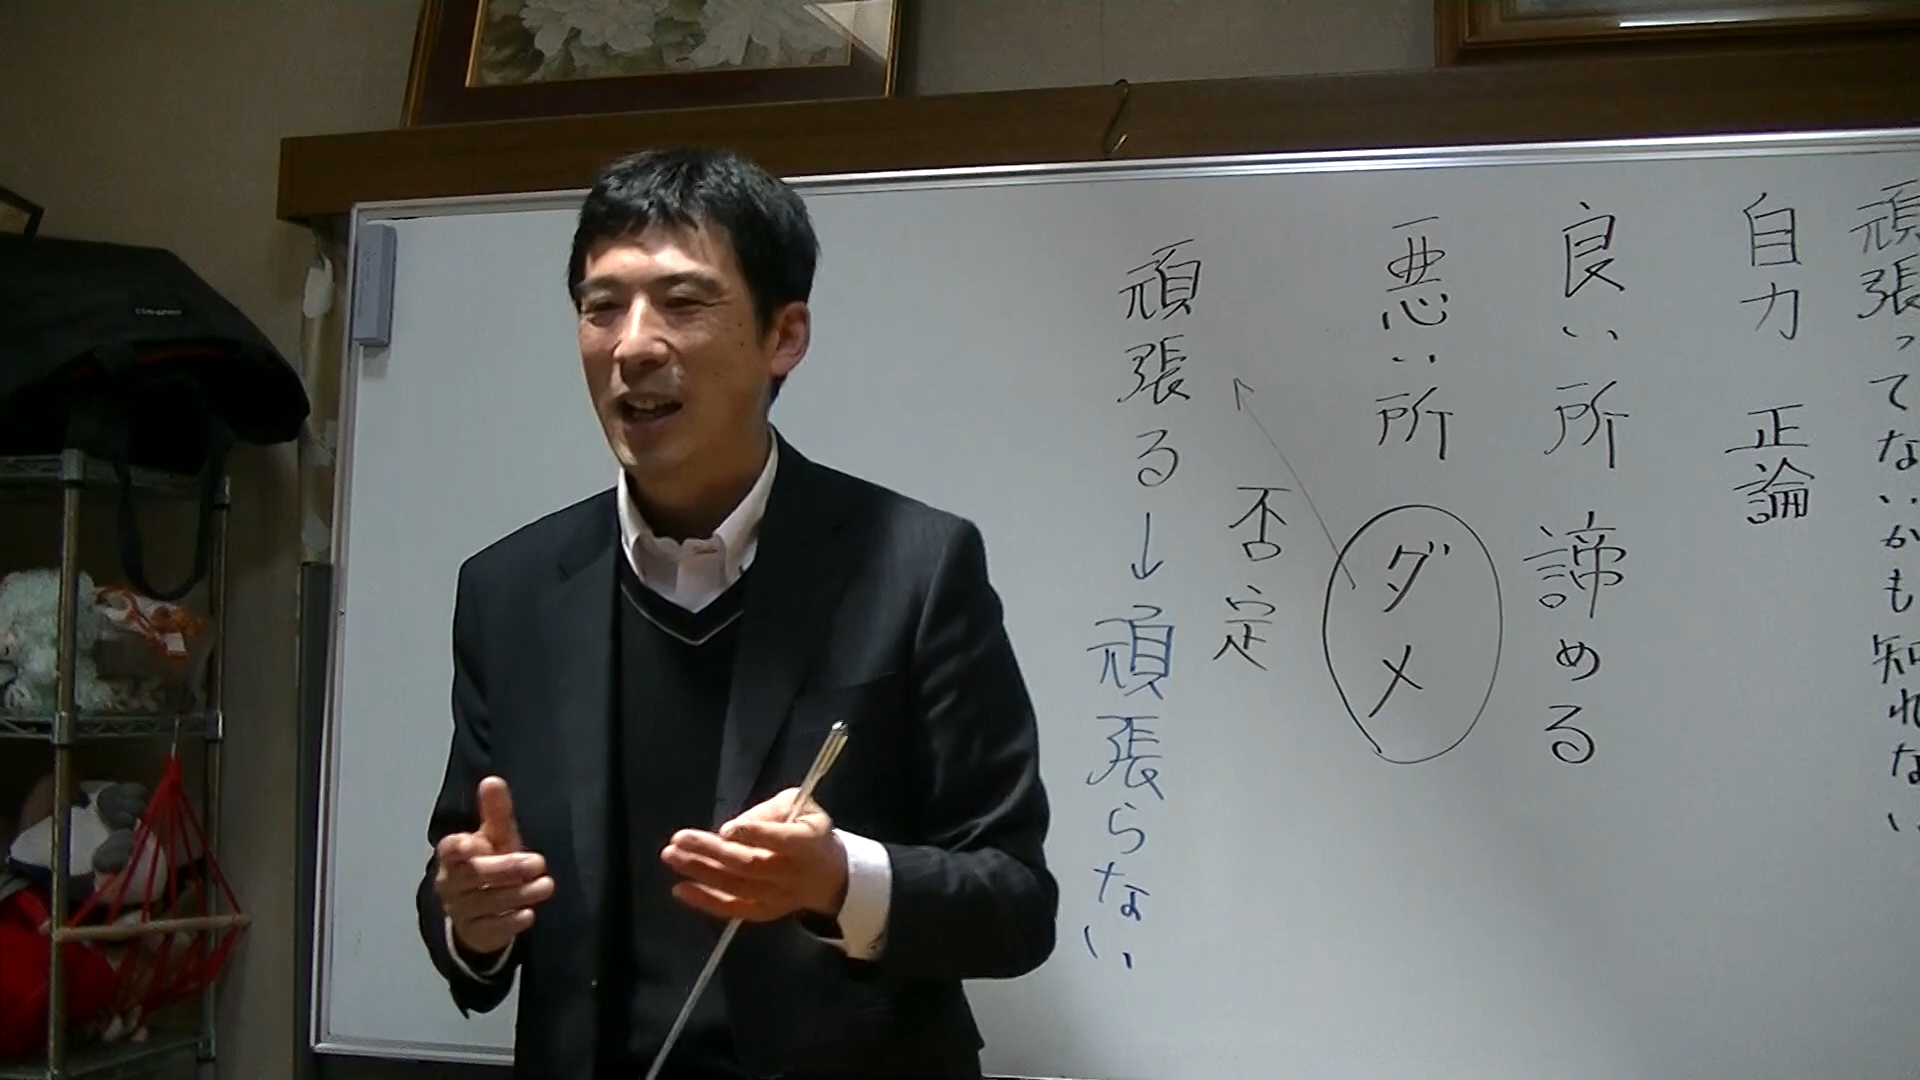 頑張ってないかも知れない
自力 正論
良い所 諦める
悪い所 ダメ
否定
頑張る→頑張らない